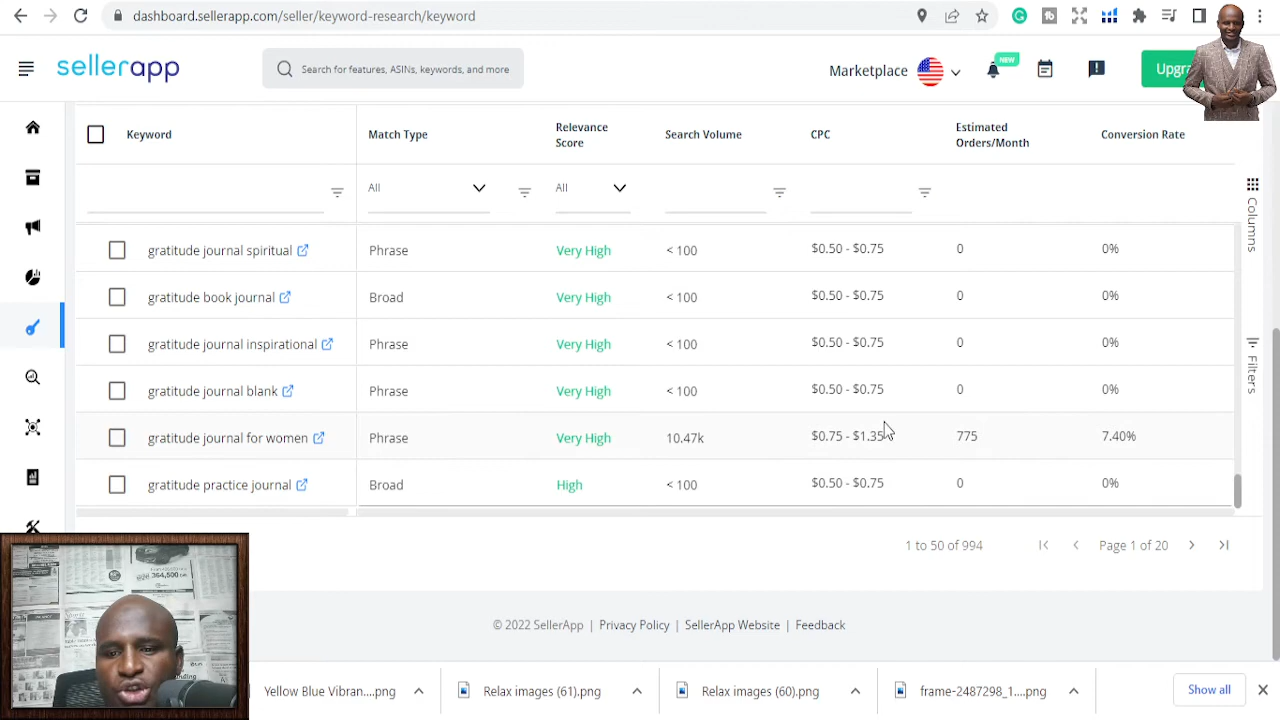 dashboard.sellerapp.com/seller/keyword-research/keyword
sellerapp
Search for features, ASINs, keywords, and more
Marketplace
NEW
Upgra
Keyword
Match Type
Relevance Score
Search Volume
CPC
Estimated Orders/Month
Conversion Rate
All
All
Columns
Filters
gratitude journal spiritual Phrase Very High < 100 $0.50 - $0.75 0 0%
gratitude book journal Broad Very High < 100 $0.50 - $0.75 0 0%
gratitude journal inspirational Phrase Very High < 100 $0.50 - $0.75 0 0%
gratitude journal blank Phrase Very High < 100 $0.50 - $0.75 0 0%
gratitude journal for women Phrase Very High 10.47k $0.75 - $1.35 775 7.40%
gratitude practice journal Broad High < 100 $0.50 - $0.75 0 0%
1 to 50 of 994 Page 1 of 20
© 2022 SellerApp | Privacy Policy | SellerApp Website | Feedback
Yellow Blue Vibran....png
Relax images (61).png
Relax images (60).png
frame-2487298_1....png
Show all